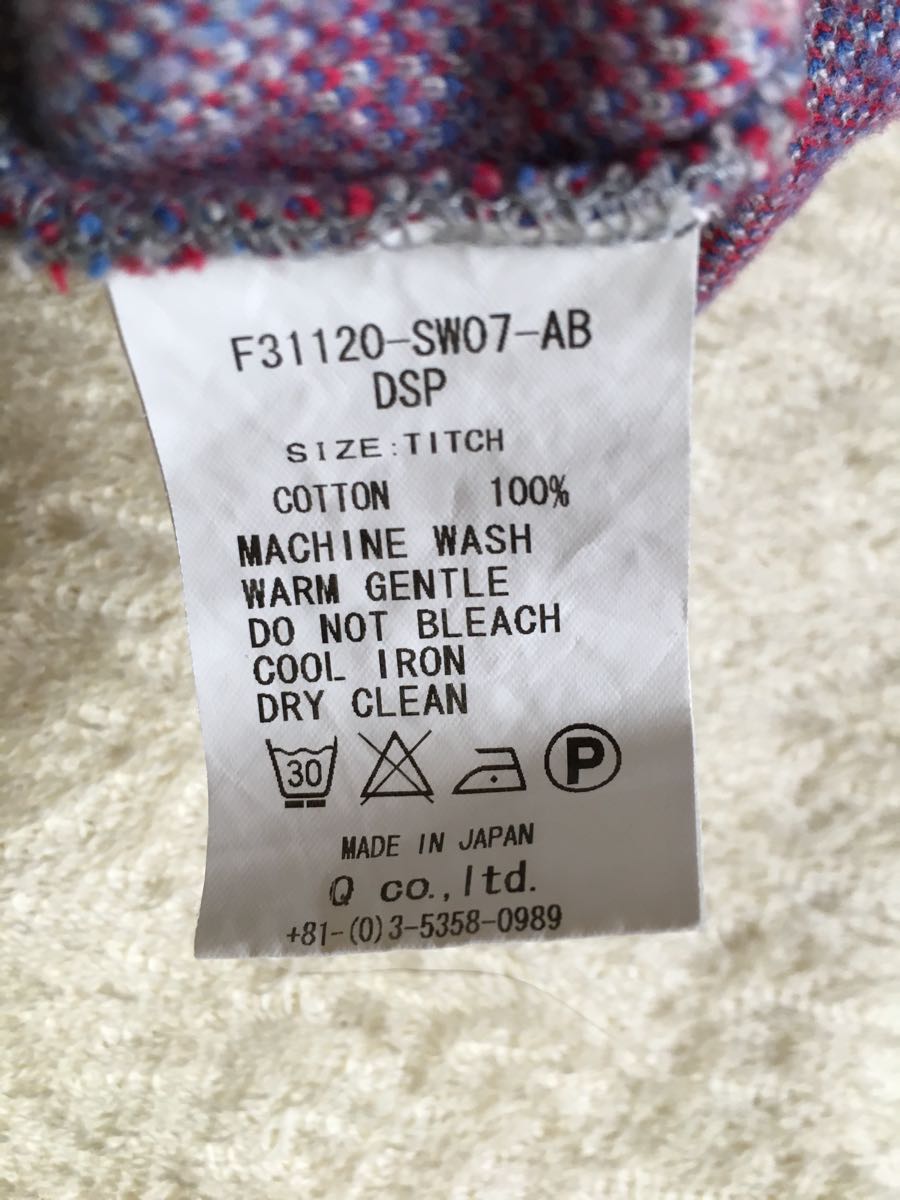 F31120-SW07-AB
DSP
SIZE:TITCH
COTTON 100%
MACHINE WASH
WARM GENTLE
DO NOT BLEACH
COOL IRON
DRY CLEAN
30 P
MADE IN JAPAN
Q co.,ltd.
+81-(0)3-5358-0989